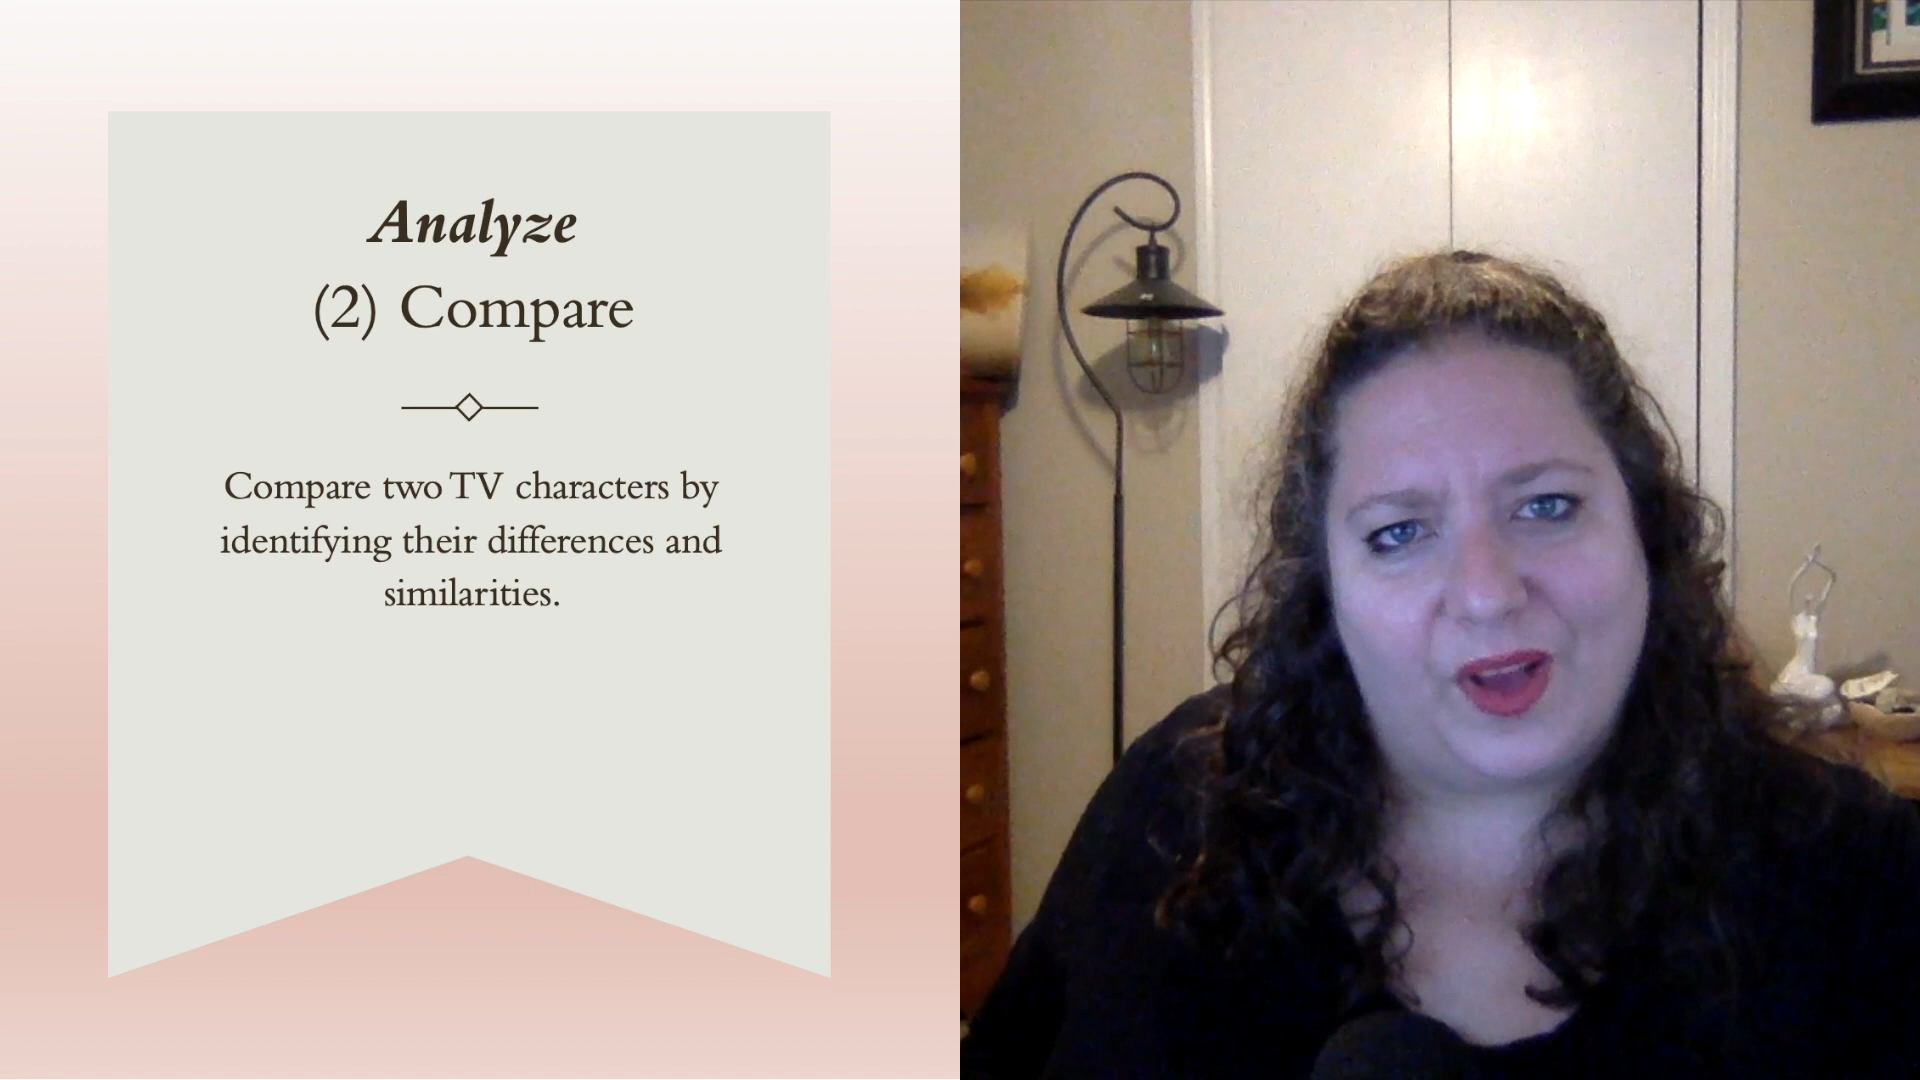 Analyze
(2) Compare
Compare two TV characters by
identifying their differences and
similarities.